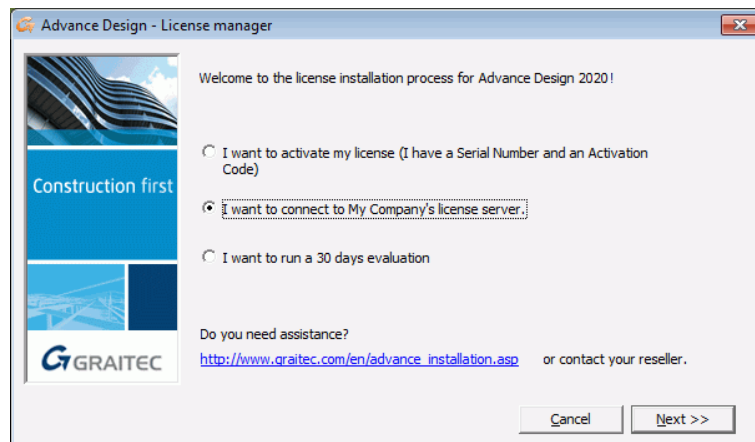 Advance Design - License manager
Welcome to the license installation process for Advance Design 2020!
I want to activate my license (I have a Serial Number and an Activation
Code)
Construction first
I want to connect to My Company's license server.
I want to run a 30 days evaluation
Do you need assistance?
http://www.graitec.com/en/advance_installation.asp or contact your reseller.
GRAITEC
Cancel Next >>